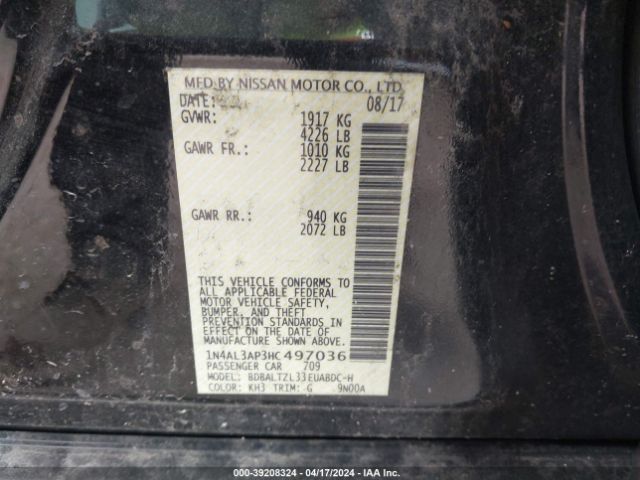 MFD BY NISSAN MOTOR CO., LTD.
DATE: 08/17
GVWR: 1917 KG
4226 LB
GAWR FR.: 1010 KG
2227 LB
GAWR RR.: 940 KG
2072 LB
THIS VEHICLE CONFORMS TO
ALL APPLICABLE FEDERAL
MOTOR VEHICLE SAFETY,
BUMPER, AND THEFT
PREVENTION STANDARDS IN
EFFECT ON THE DATE OF
MANUFACTURE SHOWN ABOVE.
1N4AL3AP3HC497036
PASSENGER CAR 709
MODEL: BDBALTZL33EUABDC-H
COLOR: KH3 TRIM: G 9N00A
000-39208324 - 04/17/2024 - IAA Inc.